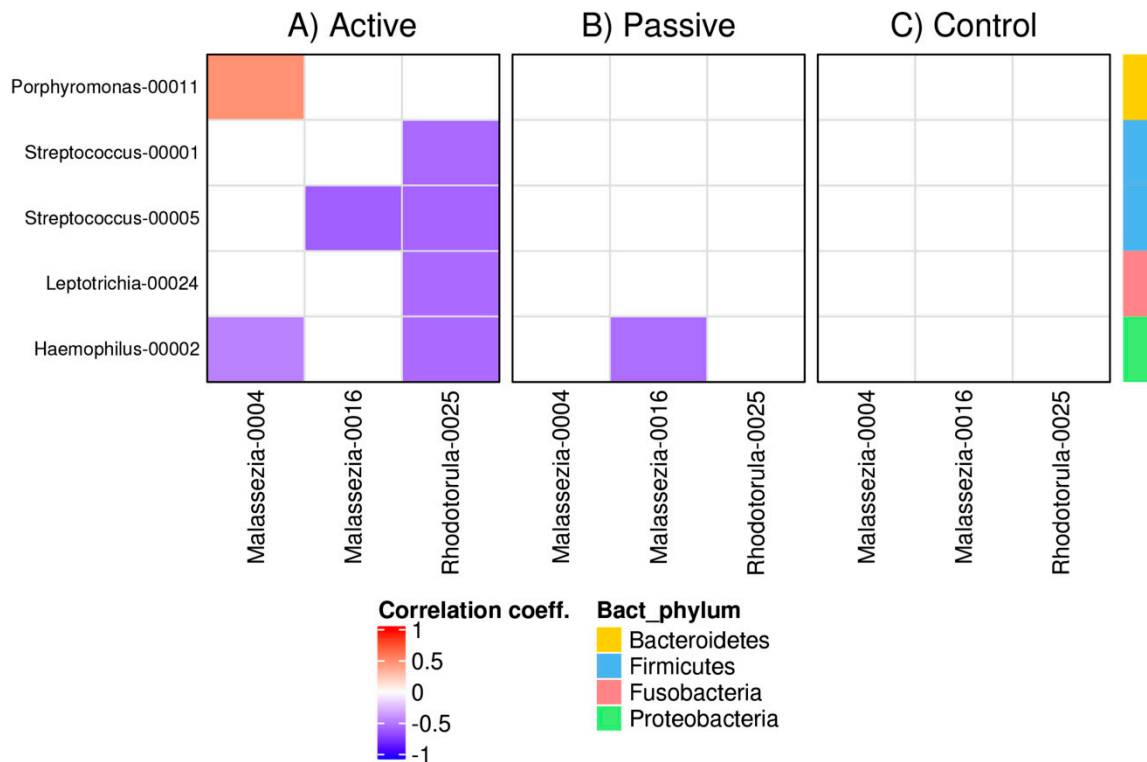 A) Active
B) Passive
C) Control
Porphyromonas-00011
Streptococcus-00001
Streptococcus-00005
Leptotrichia-00024
Haemophilus-00002
Malassezia-0004
Malassezia-0016
Rhodotorula-0025
Malassezia-0004
Malassezia-0016
Rhodotorula-0025
Malassezia-0004
Malassezia-0016
Rhodotorula-0025
Correlation coeff.
1
0.5
0
-0.5
-1
Bact_phylum
Bacteroidetes
Firmicutes
Fusobacteria
Proteobacteria